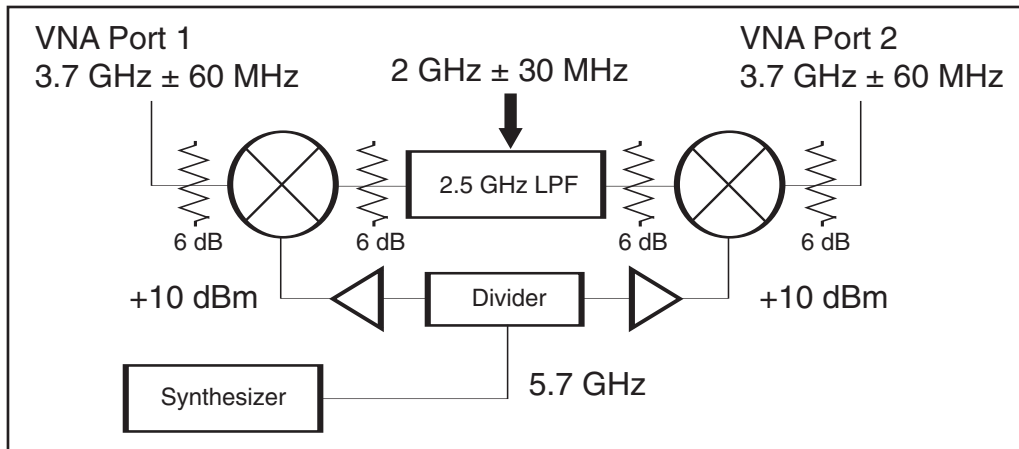 VNA Port 1
3.7 GHz ± 60 MHz
2 GHz ± 30 MHz
VNA Port 2
3.7 GHz ± 60 MHz
2.5 GHz LPF
6 dB
6 dB
6 dB
6 dB
+10 dBm
Divider
+10 dBm
5.7 GHz
Synthesizer